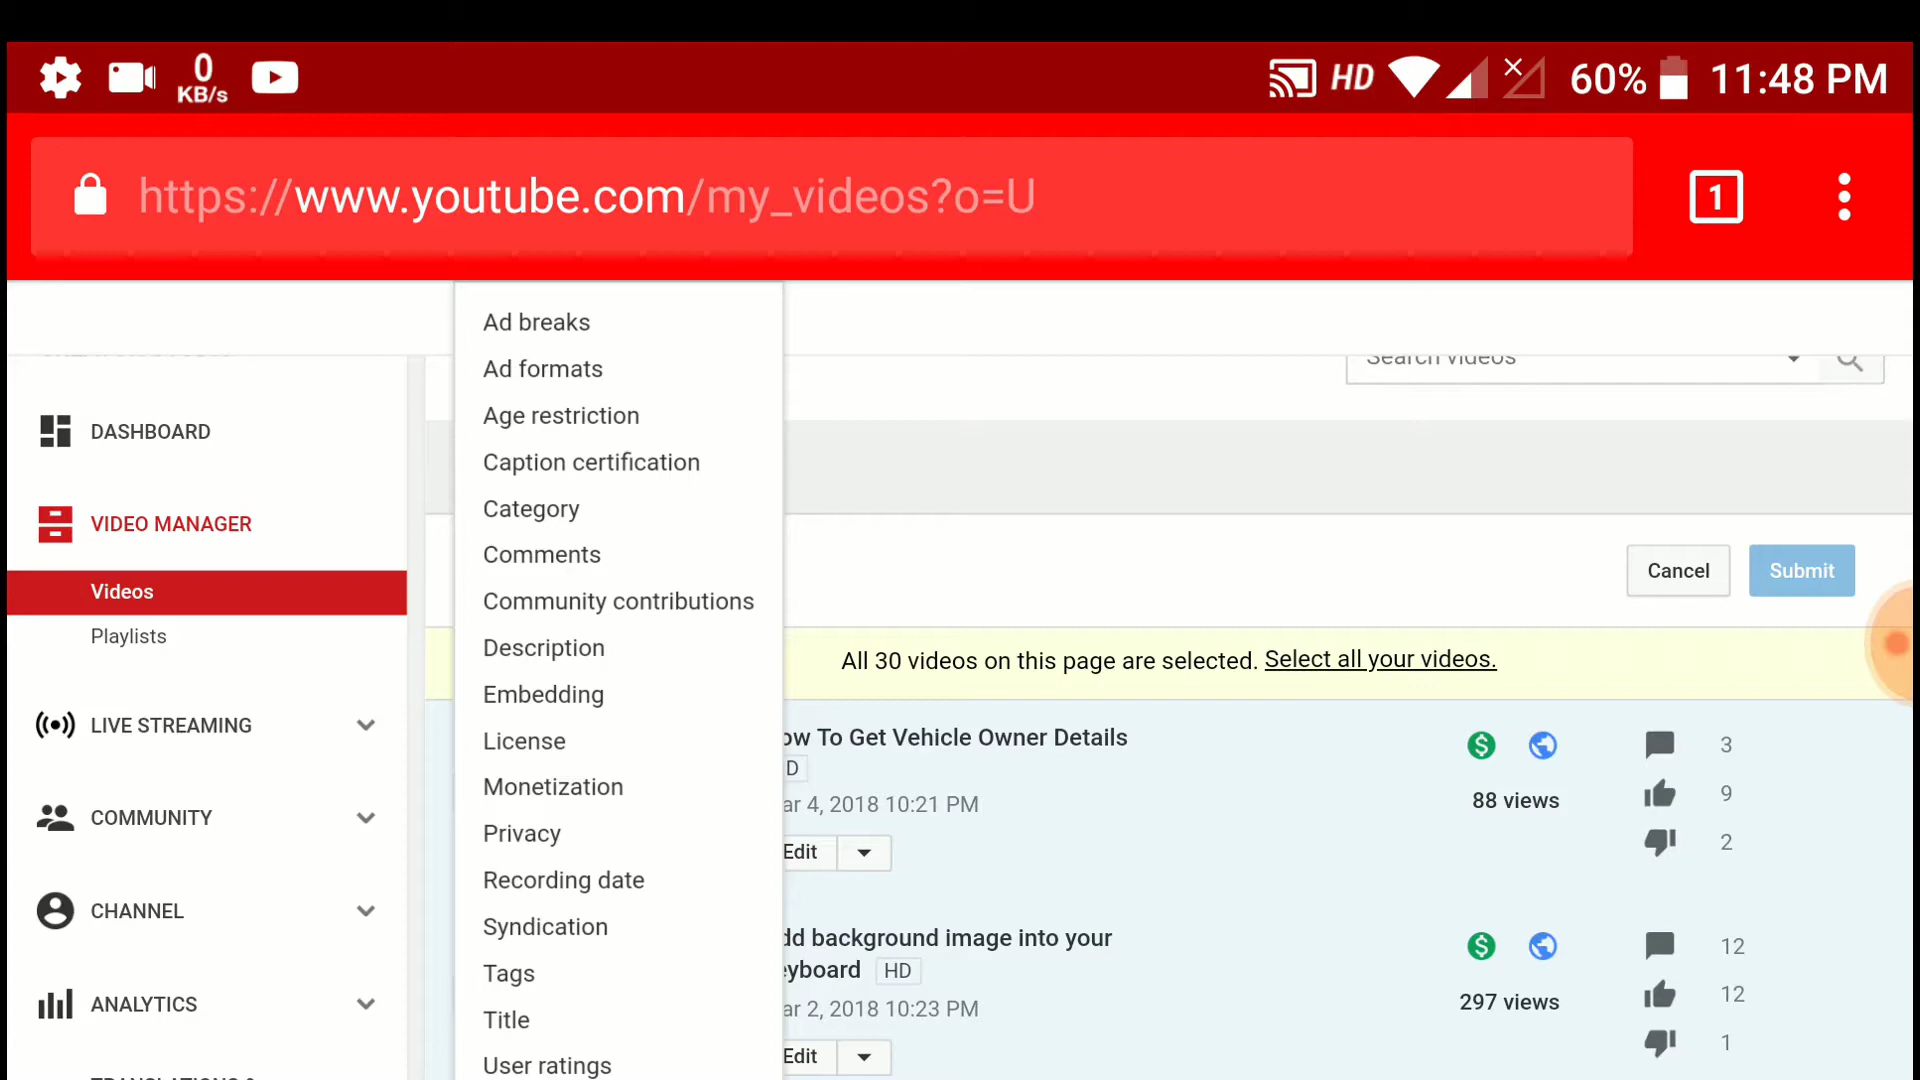 0
KB/s
HD
60%
11:48 PM
https://www.youtube.com/my_videos?o=U
1
Search videos
DASHBOARD
VIDEO MANAGER
Videos
Playlists
LIVE STREAMING
COMMUNITY
CHANNEL
ANALYTICS
Ad breaks
Ad formats
Age restriction
Caption certification
Category
Comments
Community contributions
Description
Embedding
License
Monetization
Privacy
Recording date
Syndication
Tags
Title
User ratings
Cancel
Submit
All 30 videos on this page are selected. Select all your videos.
ow To Get Vehicle Owner Details
D
ar 4, 2018 10:21 PM
Edit
88 views
3
9
2
dd background image into your
eyboard HD
ar 2, 2018 10:23 PM
Edit
297 views
12
12
1